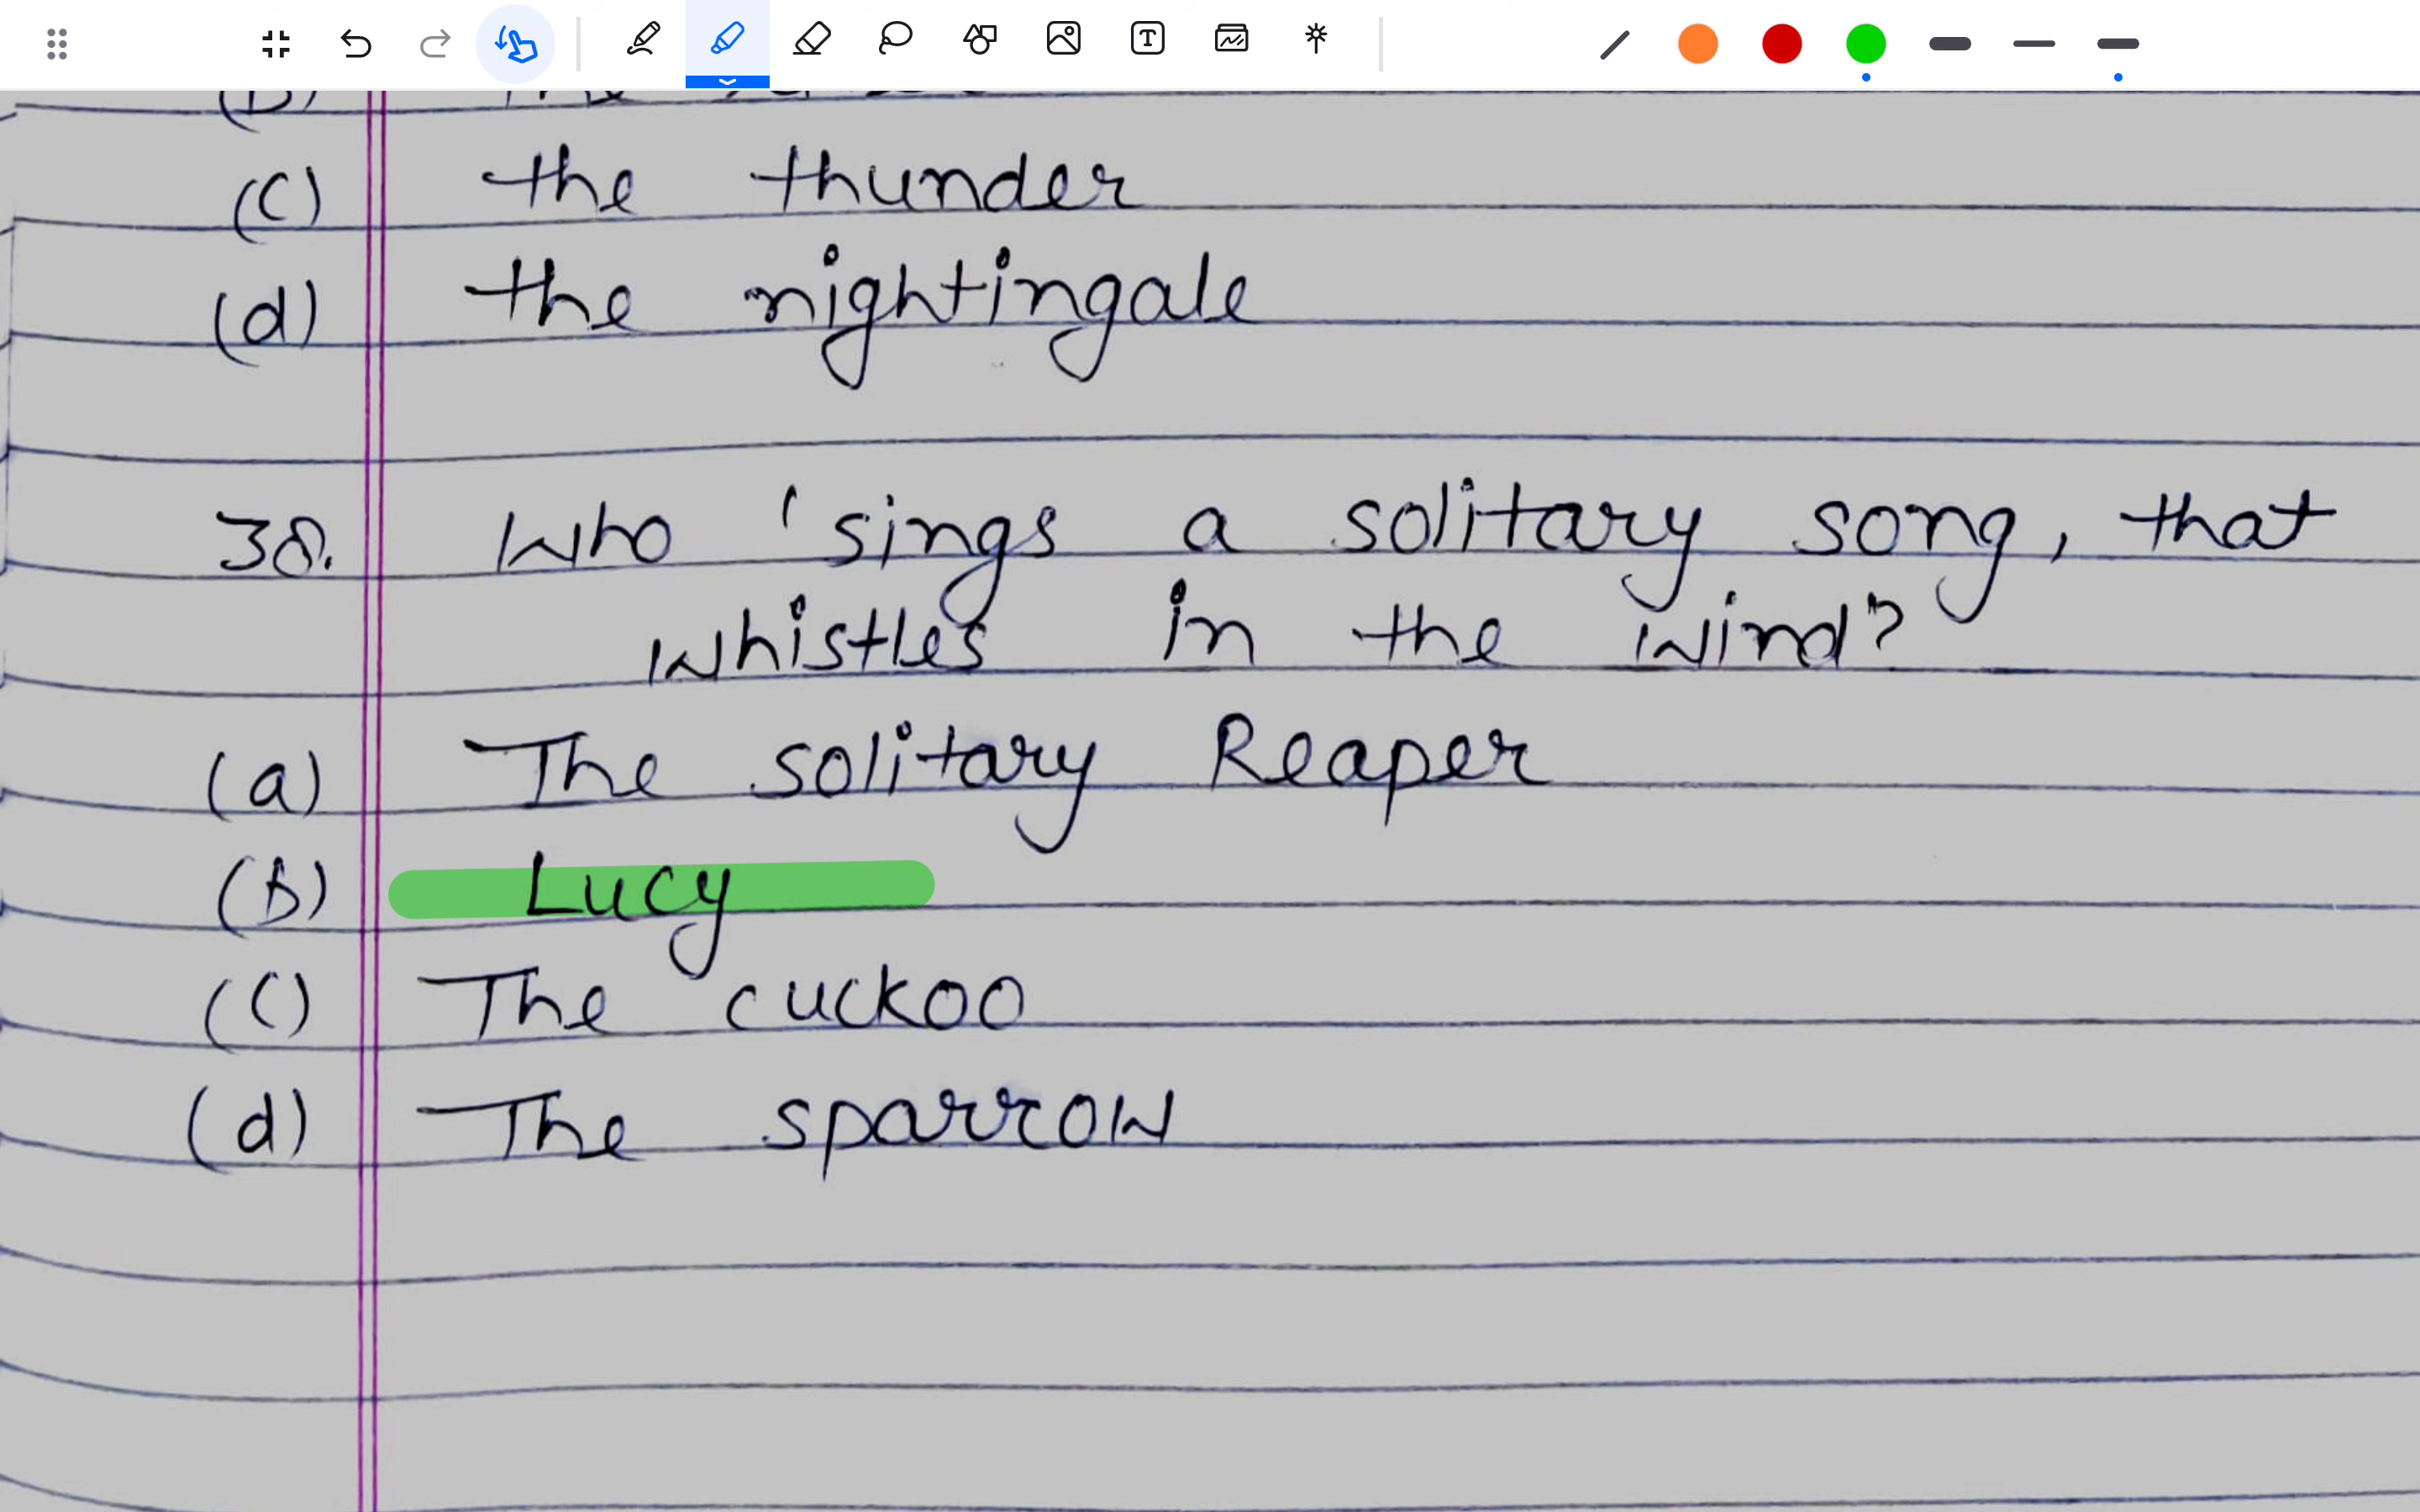 (c) the thunder
(d) the nightingale
38. Who 'sings a solitary song, that
whistles in the wind?
(a) The solitary Reaper
(b) Lucy
(c) The cuckoo
(d) The sparrow